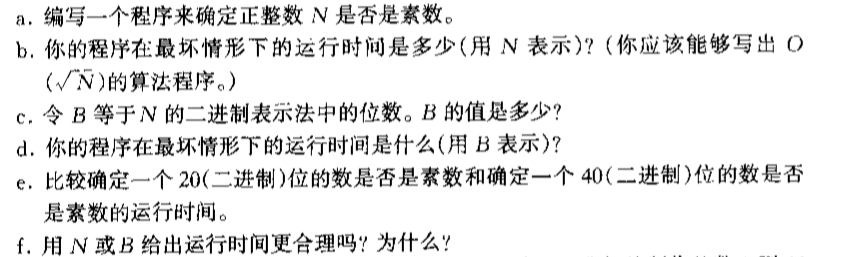 a. 编写一个程序来确定正整数 N 是否是素数。
b. 你的程序在最坏情形下的运行时间是多少(用 N 表示)? (你应该能够写出 O
(√N)的算法程序。)
c. 令 B 等于 N 的二进制表示法中的位数。B 的值是多少?
d. 你的程序在最坏情形下的运行时间是什么(用 B 表示)?
e. 比较确定一个 20(二进制)位的数是否是素数和确定一个 40(二进制)位的数是否
是素数的运行时间。
f. 用 N 或 B 给出运行时间更合理吗? 为什么?